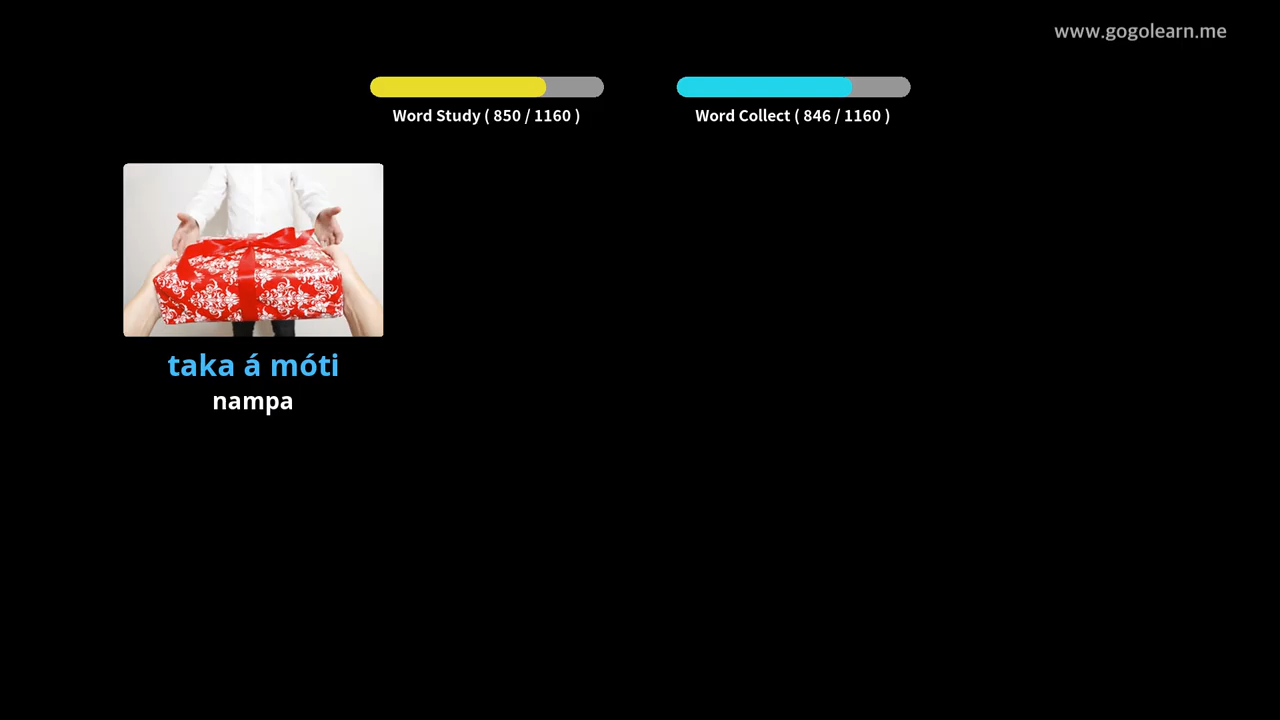 www.gogolearn.me
Word Study ( 850 / 1160 )
Word Collect ( 846 / 1160 )
taka á móti
nampa